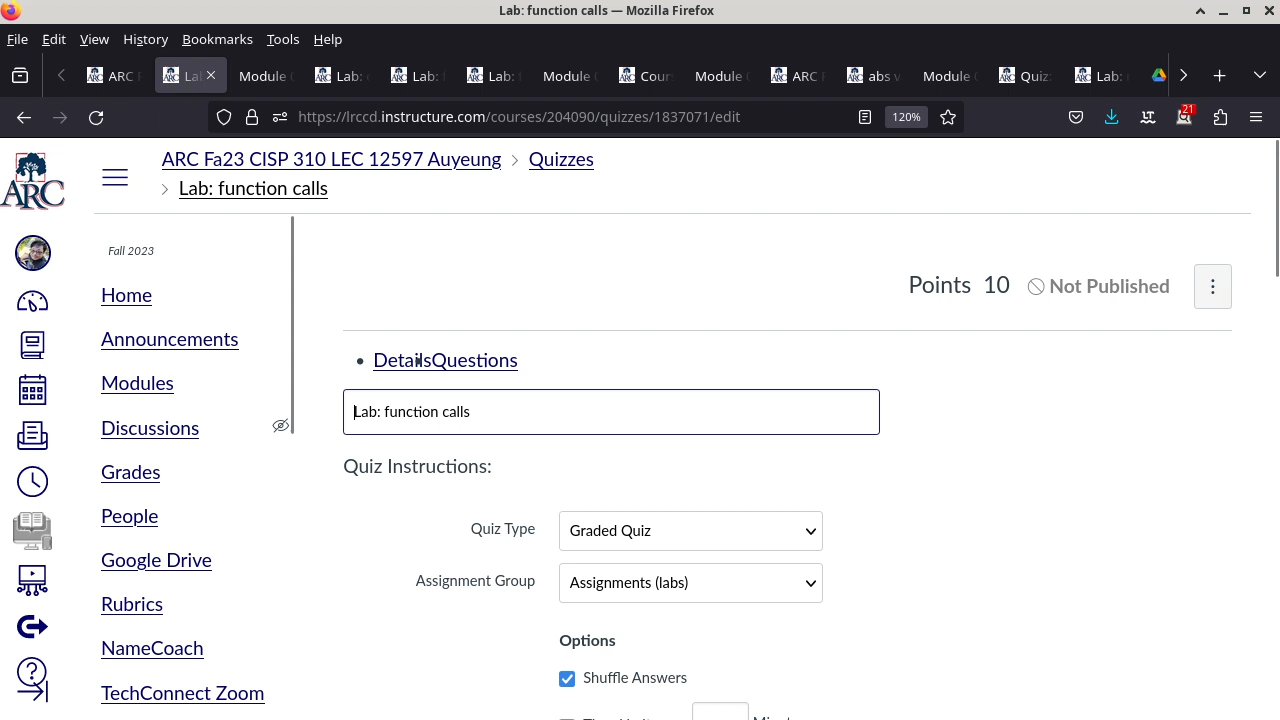 Lab: function calls — Mozilla Firefox
File Edit View History Bookmarks Tools Help
ARC F La Module Lab: Lab: Lab: f Module Cour Module ARC F abs v Module Quiz: Lab:
https://lrccd.instructure.com/courses/204090/quizzes/1837071/edit 120% 21
ARC
ARC Fa23 CISP 310 LEC 12597 Auyeung > Quizzes
> Lab: function calls
Fall 2023
Home
Announcements
Modules
Discussions
Grades
People
Google Drive
Rubrics
NameCoach
TechConnect Zoom
Points 10 Not Published
• DetailsQuestions
Lab: function calls
Quiz Instructions:
Quiz Type Graded Quiz
Assignment Group Assignments (labs)
Options
Shuffle Answers